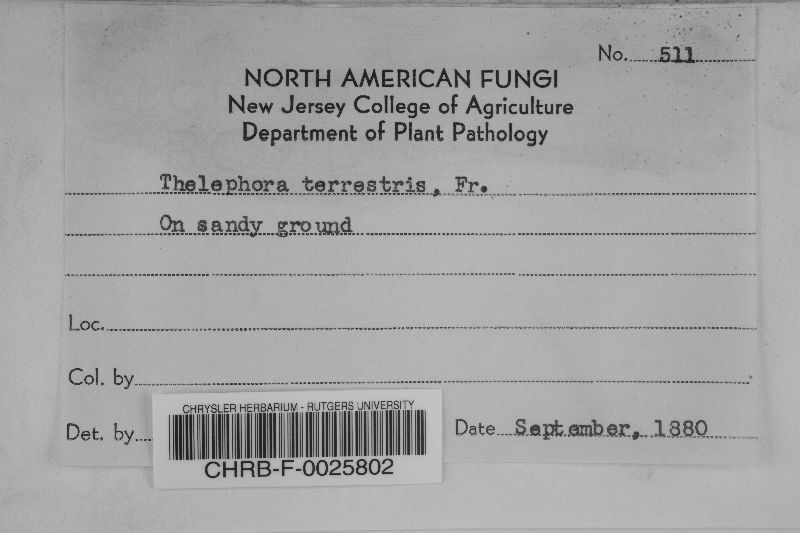 No. 511
NORTH AMERICAN FUNGI
New Jersey College of Agriculture
Department of Plant Pathology
Thelephora terrestris, Fr.
On sandy ground
Loc.
Col. by
Det. by
Date September, 1880
CHRYSLER HERBARIUM - RUTGERS UNIVERSITY
CHRB-F-0025802